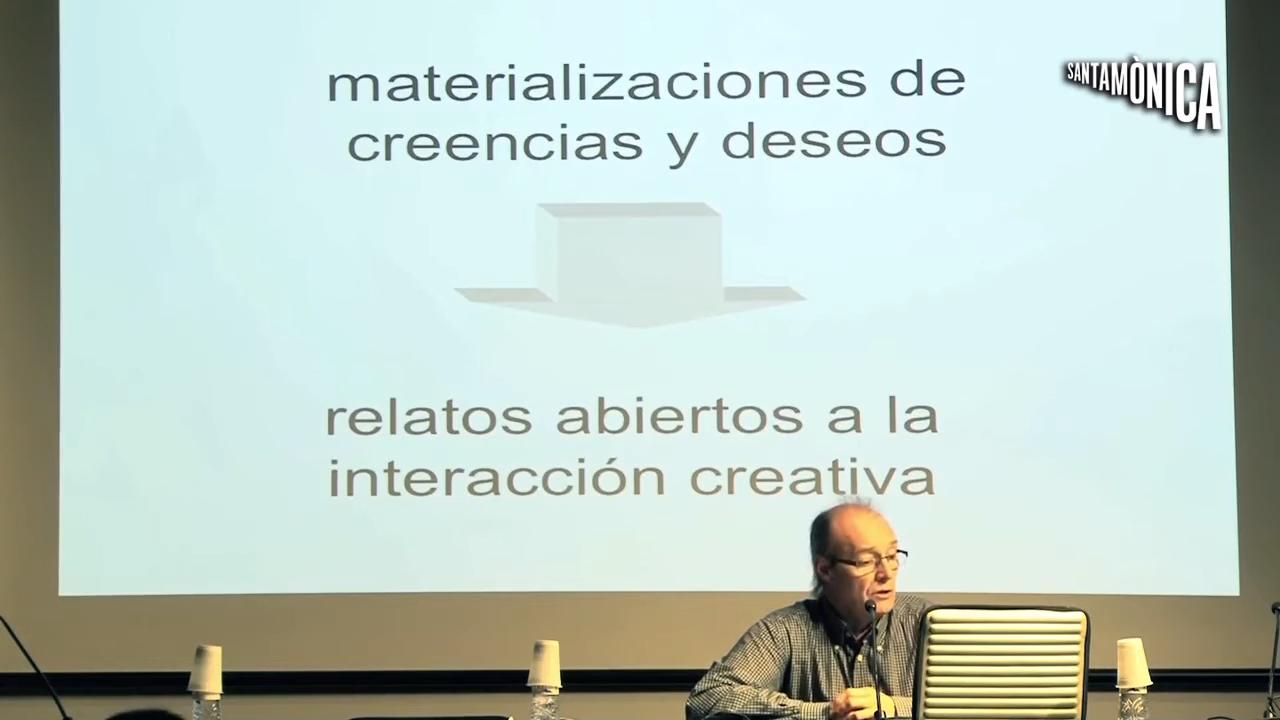 materializaciones de
creencias y deseos
SANTAMÒNICA
relatos abiertos a la
interacción creativa